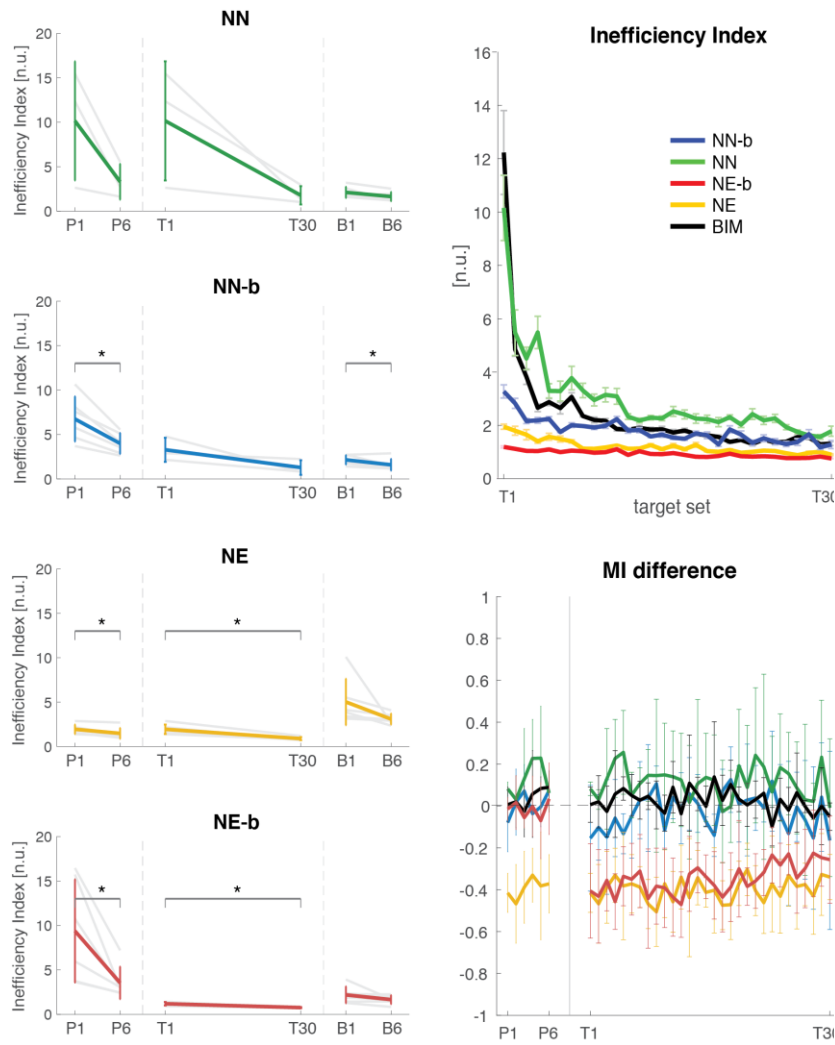 NN
Inefficiency Index [n.u.]
20
15
10
5
0
P1 P6 T1 T30 B1 B6
NN-b
Inefficiency Index [n.u.]
20
15
10
5
0
* *
P1 P6 T1 T30 B1 B6
NE
Inefficiency Index [n.u.]
20
15
10
5
0
* *
P1 P6 T1 T30 B1 B6
NE-b
Inefficiency Index [n.u.]
20
15
10
5
0
* *
P1 P6 T1 T30 B1 B6
Inefficiency Index
[n.u.]
16
14
12
10
8
6
4
2
0
NN-b
NN
NE-b
NE
BIM
T1 T30
target set
MI difference
1
0.8
0.6
0.4
0.2
0
-0.2
-0.4
-0.6
-0.8
-1
P1 P6 T1 T30